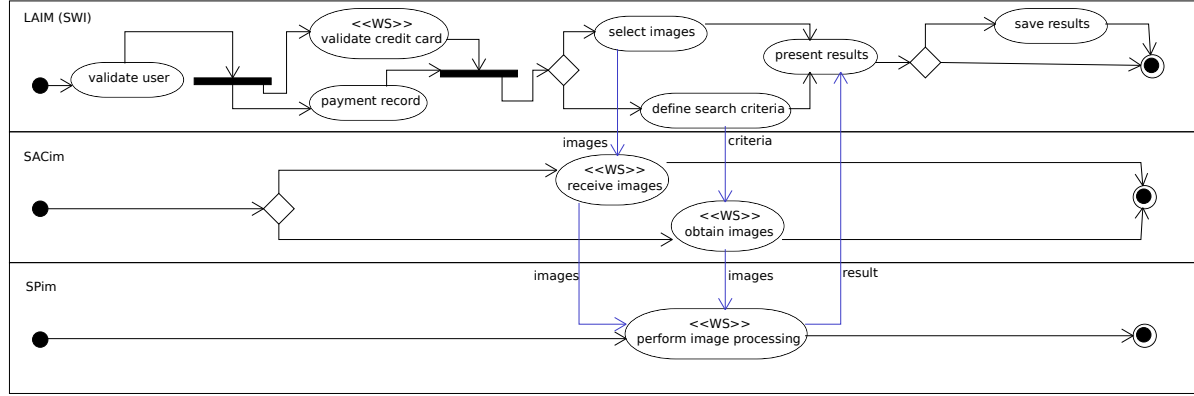 LAIM (SWI)
validate user
<<WS>>
validate credit card
payment record
select images
define search criteria
present results
save results
images
criteria
SACim
<<WS>>
receive images
<<WS>>
obtain images
images
images
result
SPim
<<WS>>
perform image processing